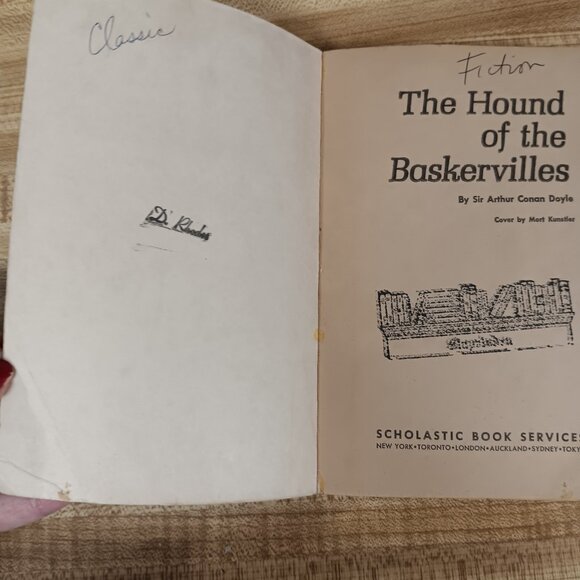 Classic
D. Rhodes
Fiction
The Hound
of the
Baskervilles
By Sir Arthur Conan Doyle
Cover by Mort Kunstler
SCHOLASTIC BOOK SERVICES
NEW YORK•TORONTO•LONDON•AUCKLAND•SYDNEY•TOKY